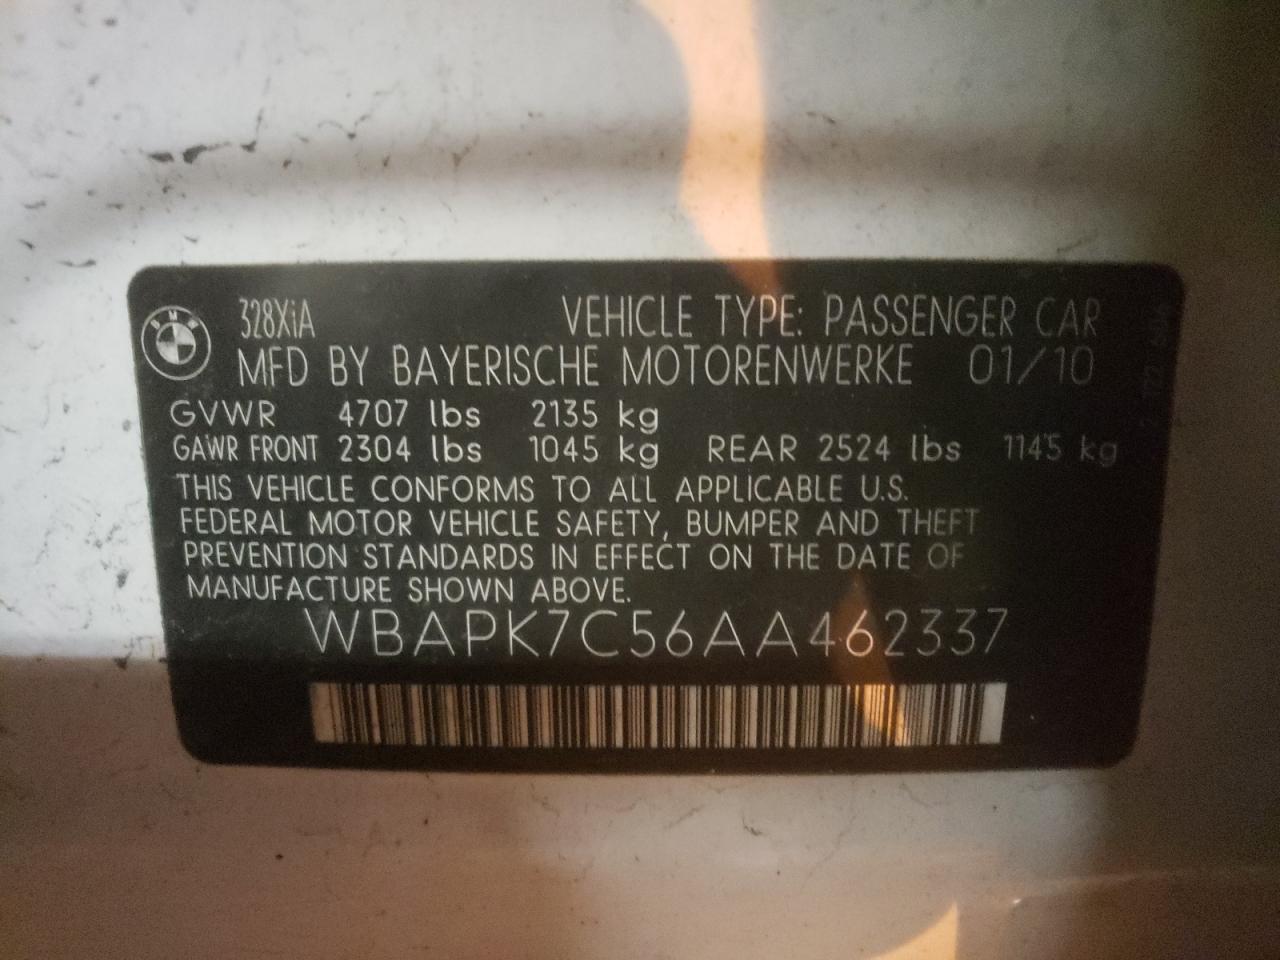 BMW
328XiA VEHICLE TYPE: PASSENGER CAR
MFD BY BAYERISCHE MOTORENWERKE 01/10
GVWR 4707 lbs 2135 kg
GAWR FRONT 2304 lbs 1045 kg REAR 2524 lbs 1145 kg
THIS VEHICLE CONFORMS TO ALL APPLICABLE U.S.
FEDERAL MOTOR VEHICLE SAFETY, BUMPER AND THEFT
PREVENTION STANDARDS IN EFFECT ON THE DATE OF
MANUFACTURE SHOWN ABOVE.
WBAPK7C56AA462337